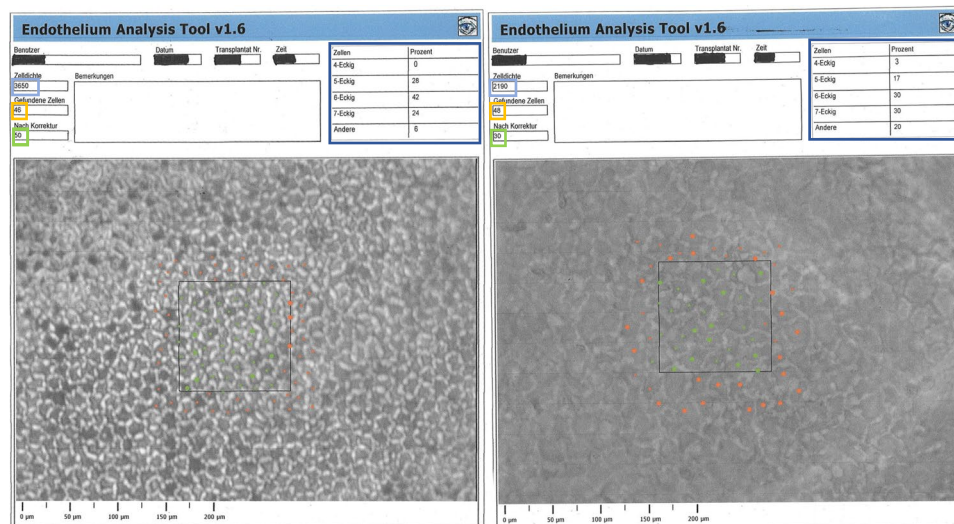 Endothelium Analysis Tool v1.6
Benutzer Datum Transplantat Nr. Zeit
Zelldichte Bemerkungen
3650
Gefundene Zellen
46
Nach Korrektur
50
Zellen Prozent
4-Eckig 0
5-Eckig 28
6-Eckig 42
7-Eckig 24
Andere 6
0 µm 50 µm 100 µm 150 µm 200 µm
Endothelium Analysis Tool v1.6
Benutzer Datum Transplantat Nr. Zeit
Zelldichte Bemerkungen
2190
Gefundene Zellen
48
Nach Korrektur
30
Zellen Prozent
4-Eckig 3
5-Eckig 17
6-Eckig 30
7-Eckig 30
Andere 20
0 µm 50 µm 100 µm 150 µm 200 µm